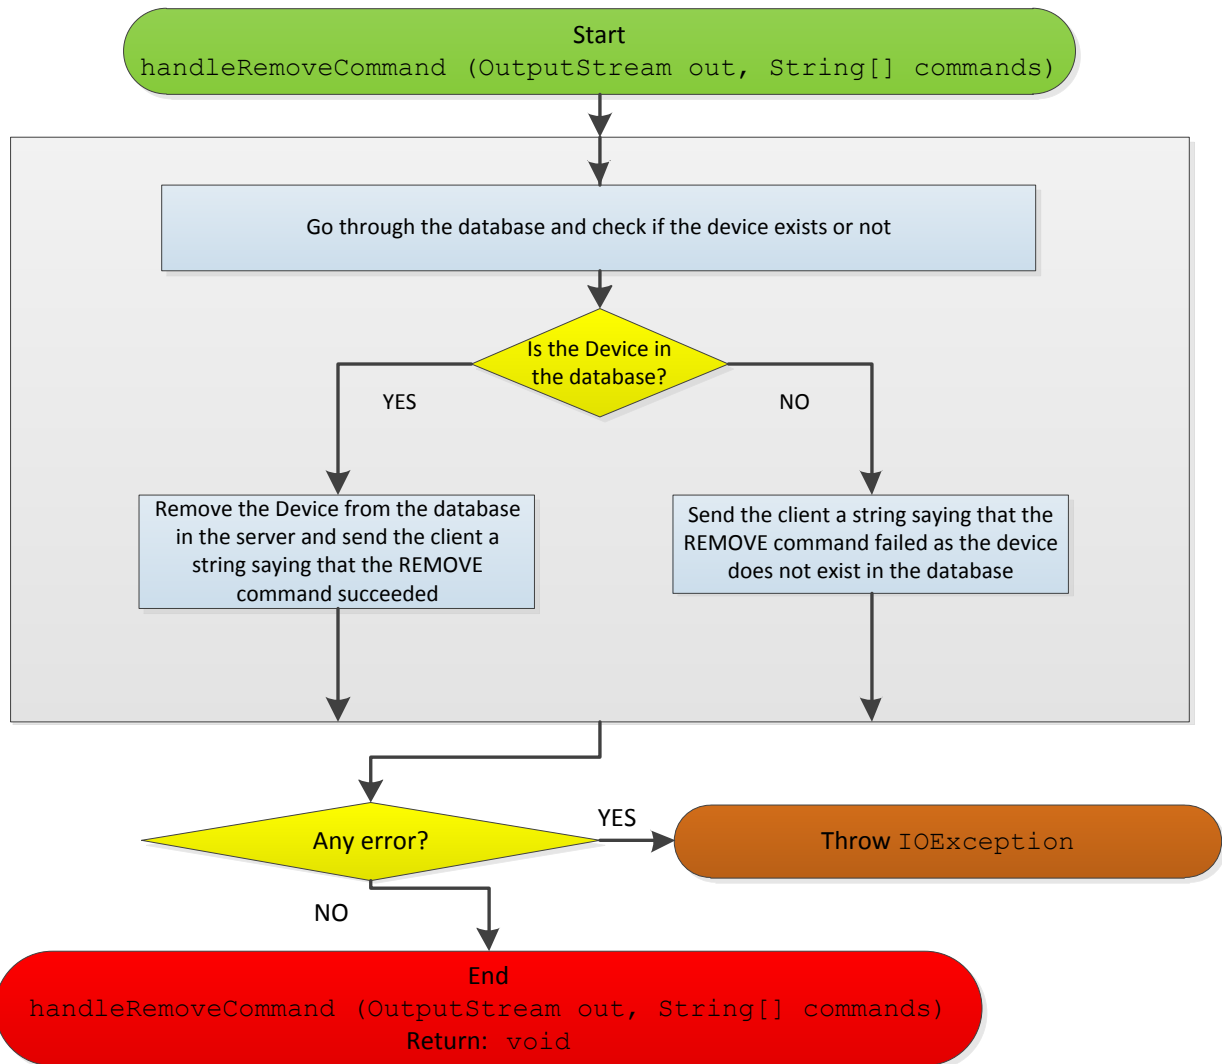 Start
handleRemoveCommand (OutputStream out, String[] commands)
Go through the database and check if the device exists or not
Is the Device in
the database?
YES
NO
Remove the Device from the database
in the server and send the client a
string saying that the REMOVE
command succeeded
Send the client a string saying that the
REMOVE command failed as the device
does not exist in the database
Any error?
YES
Throw IOException
NO
End
handleRemoveCommand (OutputStream out, String[] commands)
Return: void